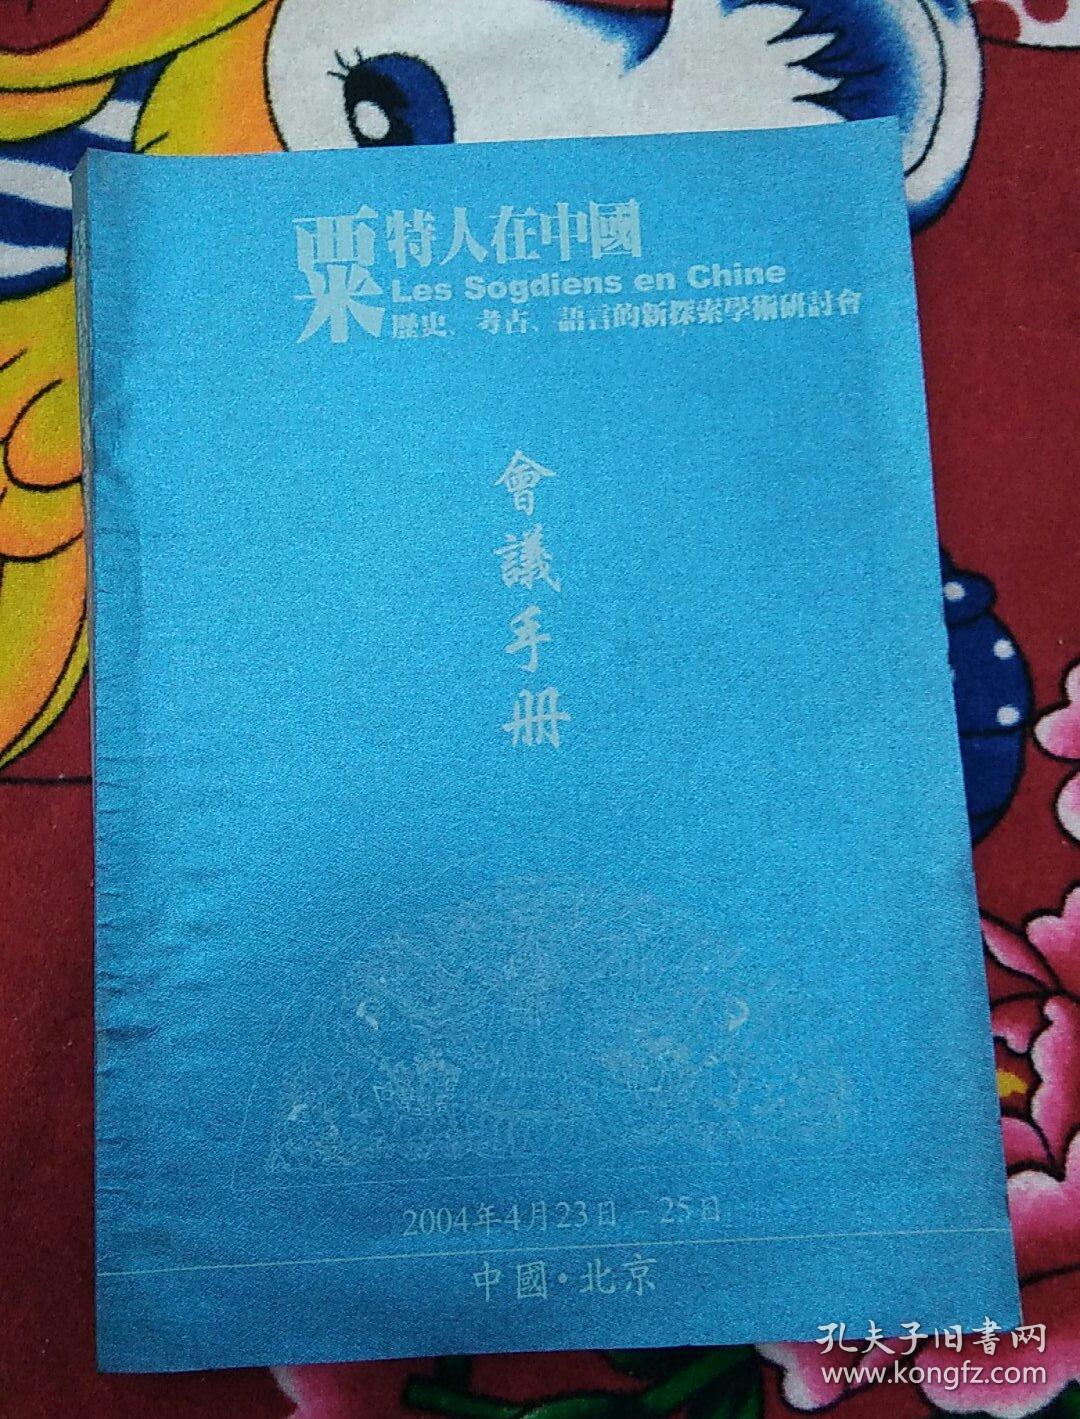 粟特人在中國
Les Sogdiens en Chine
歷史、考古、語言的新探索學術研討會
會議手册
2004年4月23日－25日
中國·北京
孔夫子旧書网
www.kongfz.com